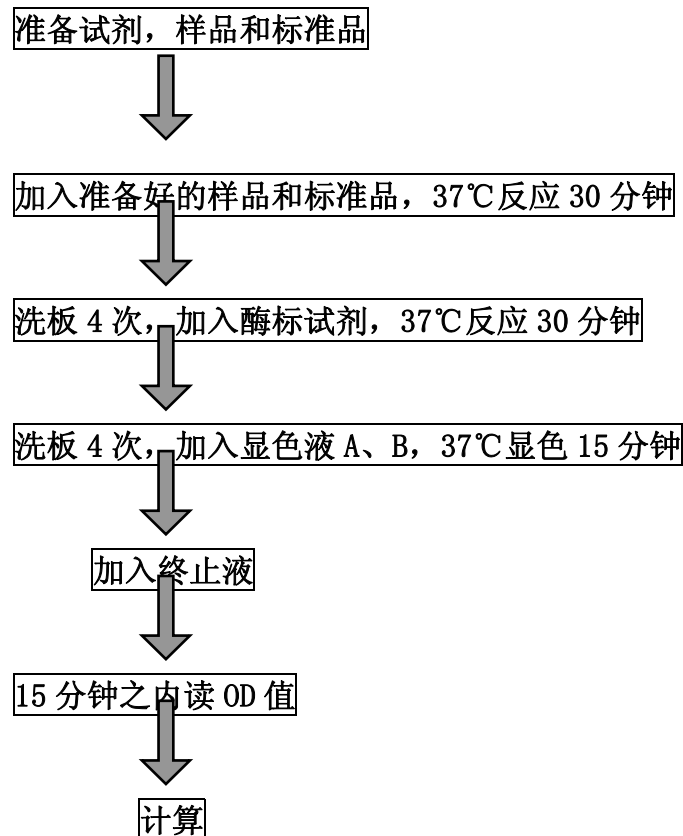 准备试剂，样品和标准品
加入准备好的样品和标准品，37℃反应 30 分钟
洗板 4 次，加入酶标试剂，37℃反应 30 分钟
洗板 4 次，加入显色液 A、B，37℃显色 15 分钟
加入终止液
15 分钟之内读 OD 值
计算